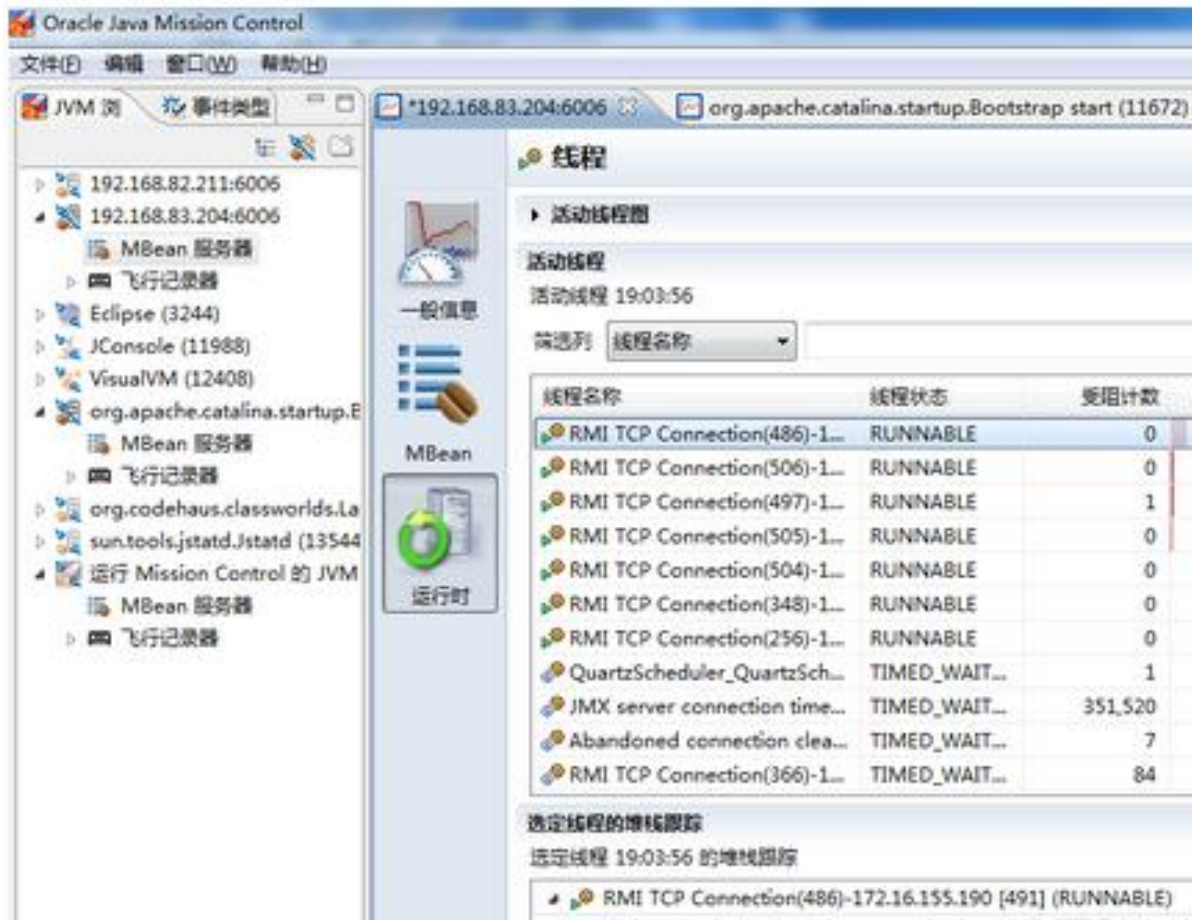 Oracle Java Mission Control
文件(F) 编辑 窗口(W) 帮助(H)
JVM 浏 事件类型
192.168.82.211:6006
192.168.83.204:6006
MBean 服务器
飞行记录器
Eclipse (3244)
JConsole (11988)
VisualVM (12408)
org.apache.catalina.startup.B
MBean 服务器
飞行记录器
org.codehaus.classworlds.La
sun.tools.jstatd.Jstatd (13544
运行 Mission Control 的 JVM
MBean 服务器
飞行记录器
*192.168.83.204:6006 org.apache.catalina.startup.Bootstrap start (11672)
一般信息
MBean
运行时
线程
活动线程图
活动线程
活动线程 19:03:56
筛选列 线程名称
线程名称 线程状态 受阻计数
RMI TCP Connection(486)-1... RUNNABLE 0
RMI TCP Connection(506)-1... RUNNABLE 0
RMI TCP Connection(497)-1... RUNNABLE 1
RMI TCP Connection(505)-1... RUNNABLE 0
RMI TCP Connection(504)-1... RUNNABLE 0
RMI TCP Connection(348)-1... RUNNABLE 0
RMI TCP Connection(256)-1... RUNNABLE 0
QuartzScheduler_QuartzSch... TIMED_WAIT... 1
JMX server connection time... TIMED_WAIT... 351,520
Abandoned connection clea... TIMED_WAIT... 7
RMI TCP Connection(366)-1... TIMED_WAIT... 84
选定线程的堆栈跟踪
选定线程 19:03:56 的堆栈跟踪
RMI TCP Connection(486)-172.16.155.190 [491] (RUNNABLE)